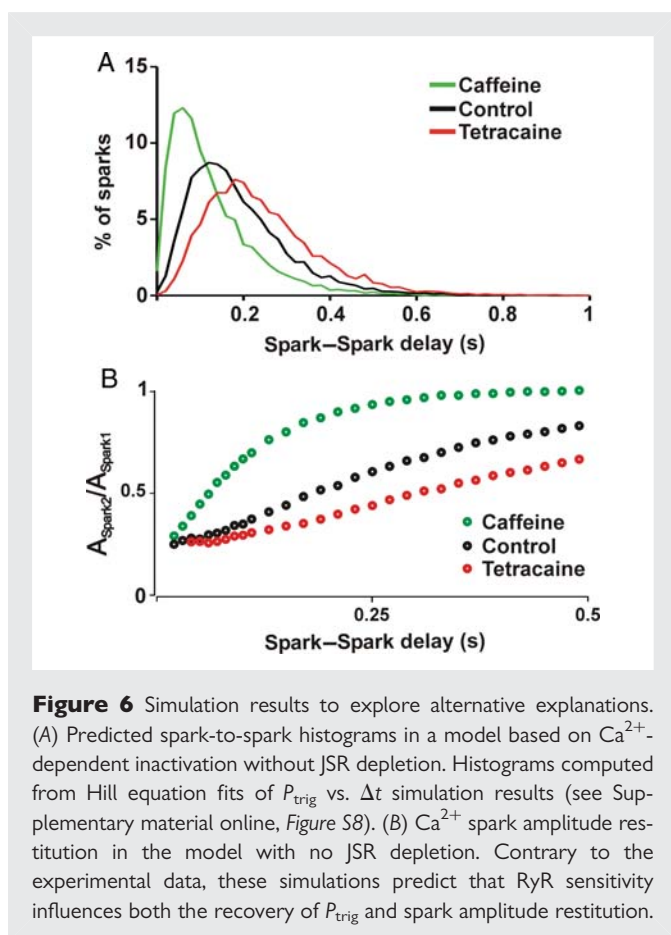 A
15
10
5
0
% of sparks
Caffeine
Control
Tetracaine
0.2
0.4
0.6
0.8
1
Spark–Spark delay (s)
B
1
0.5
0
ASpark2/ASpark1
Caffeine
Control
Tetracaine
0.25
0.5
Spark–Spark delay (s)
Figure 6 Simulation results to explore alternative explanations.
(A) Predicted spark-to-spark histograms in a model based on Ca2+-
dependent inactivation without JSR depletion. Histograms computed
from Hill equation fits of Ptrig vs. Δt simulation results (see Sup-
plementary material online, Figure S8). (B) Ca2+ spark amplitude res-
titution in the model with no JSR depletion. Contrary to the
experimental data, these simulations predict that RyR sensitivity
influences both the recovery of Ptrig and spark amplitude restitution.